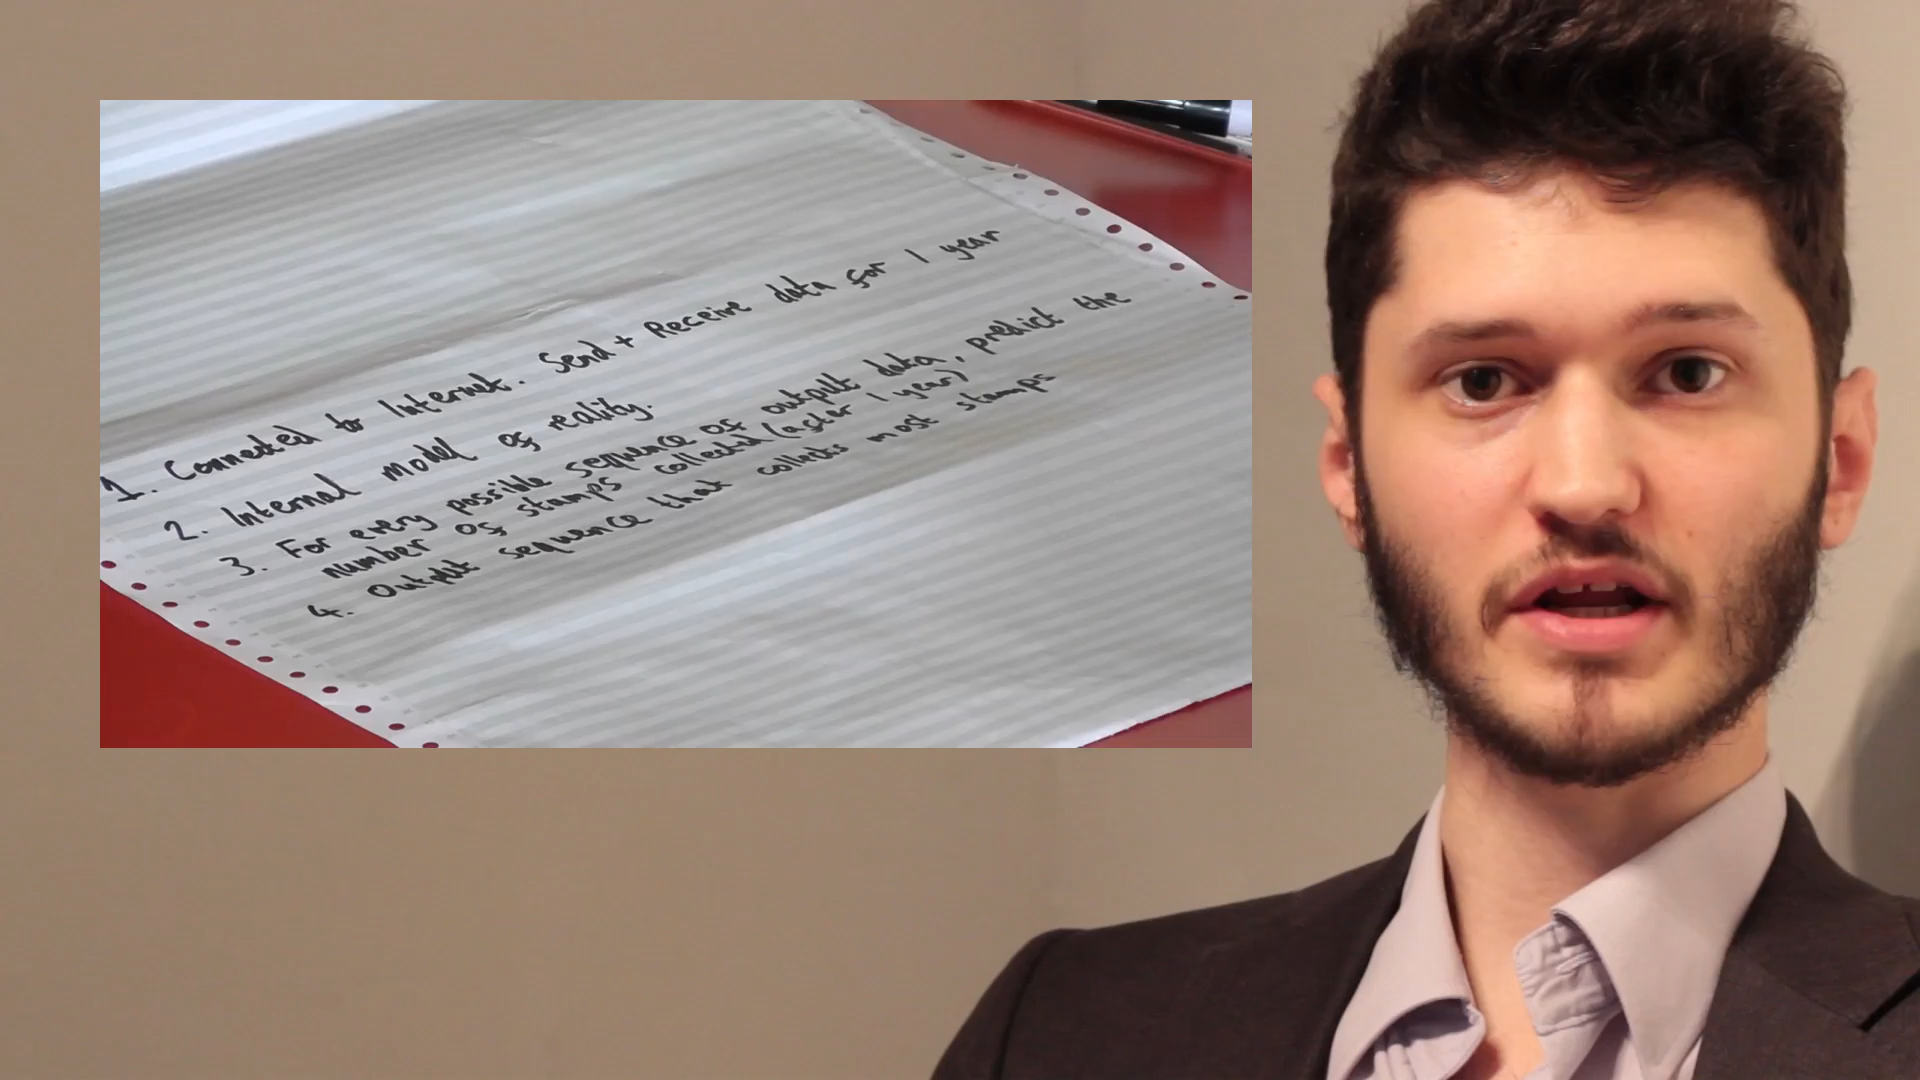 1. Connected to Internet. Send + Receive data for 1 year
2. Internal model of reality.
3. For every possible sequence of output data, predict the
number of stamps collected (after 1 year)
4. Output sequence that collects most stamps